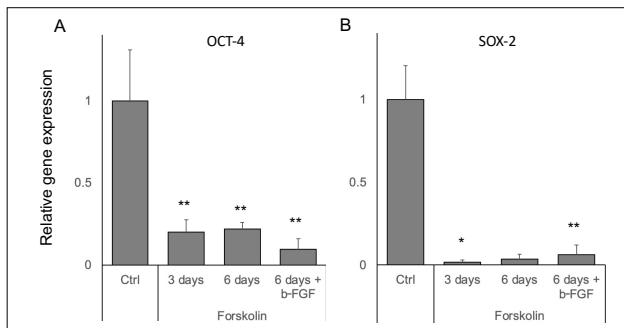 A
OCT-4
Relative gene expression
1
0.5
0
**
**
**
Ctrl
3 days
6 days
6 days +
b-FGF
Forskolin
B
SOX-2
1
0.5
0
*
**
Ctrl
3 days
6 days
6 days +
b-FGF
Forskolin